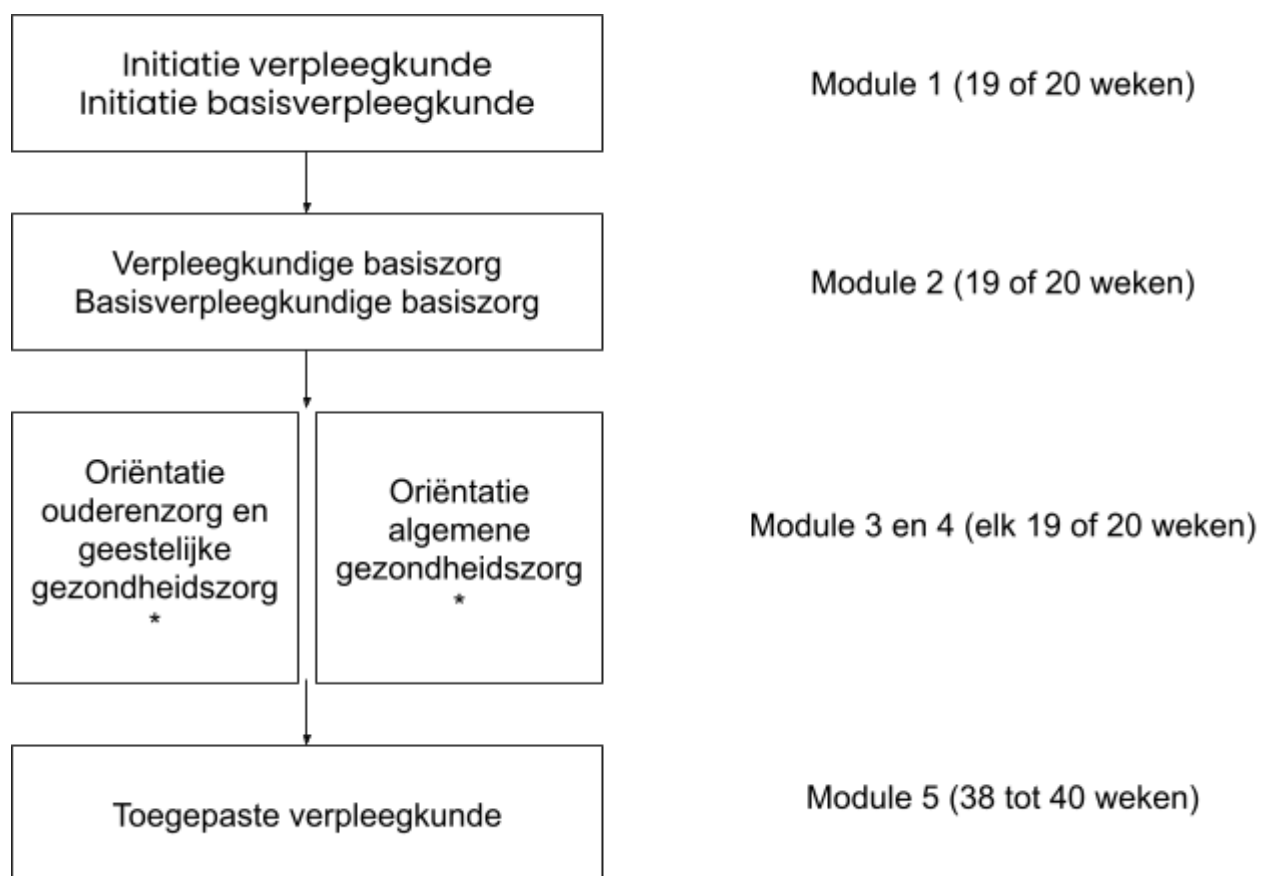 Initiatie verpleegkunde
Initiatie basisverpleegkunde
Module 1 (19 of 20 weken)
Verpleegkundige basiszorg
Basisverpleegkundige basiszorg
Module 2 (19 of 20 weken)
Oriëntatie
ouderenzorg en
geestelijke
gezondheidzorg
*
Oriëntatie
algemene
gezondheidszorg
*
Module 3 en 4 (elk 19 of 20 weken)
Toegepaste verpleegkunde
Module 5 (38 tot 40 weken)